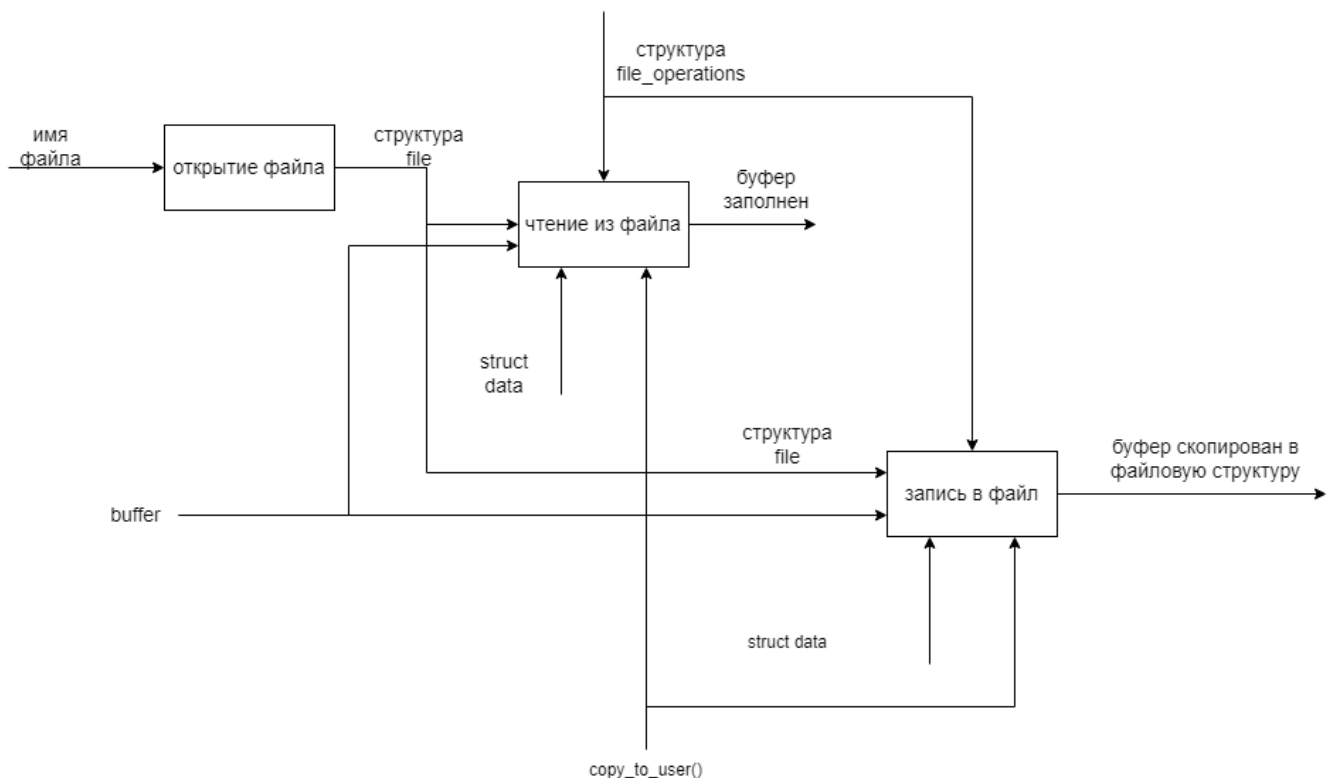 структура
file_operations
имя
файла
открытие файла
структура
file
чтение из файла
буфер
заполнен
struct
data
структура
file
buffer
запись в файл
буфер скопирован в
файловую структуру
struct data
copy_to_user()